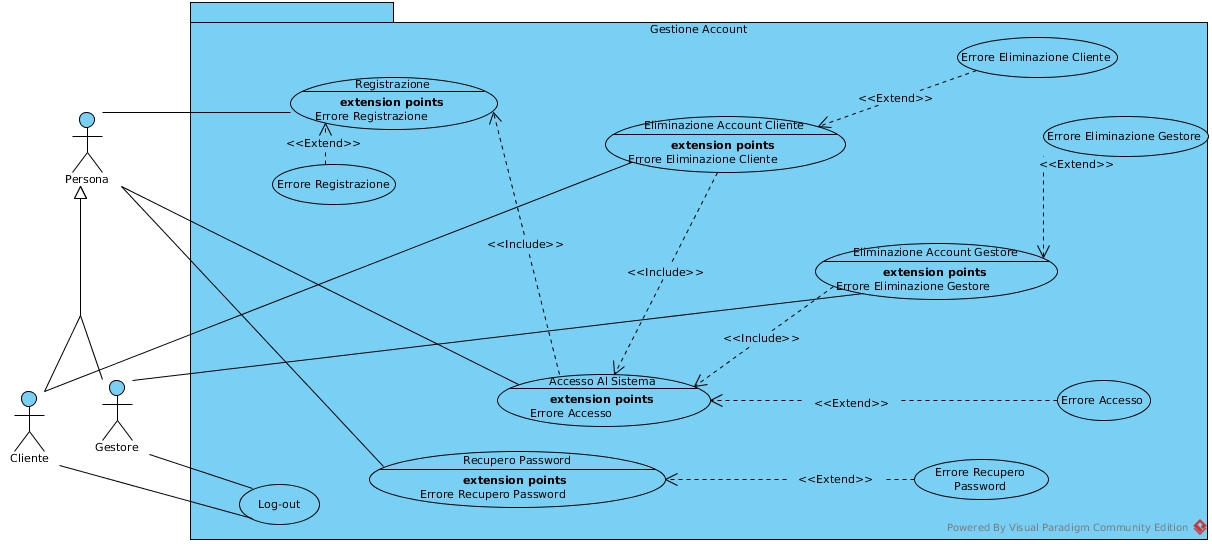 Gestione Account
Errore Eliminazione Cliente
Registrazione
extension points
Errore Registrazione
<<Extend>>
Eliminazione Account Cliente
extension points
Errore Eliminazione Cliente
Errore Eliminazione Gestore
<<Extend>>
<<Extend>>
Persona
Errore Registrazione
<<Include>>
<<Include>>
Eliminazione Account Gestore
extension points
Errore Eliminazione Gestore
<<Include>>
Accesso Al Sistema
extension points
Errore Accesso
<<Extend>>
Errore Accesso
Gestore
Cliente
Recupero Password
extension points
Errore Recupero Password
<<Extend>>
Errore Recupero
Password
Log-out
Powered By Visual Paradigm Community Edition